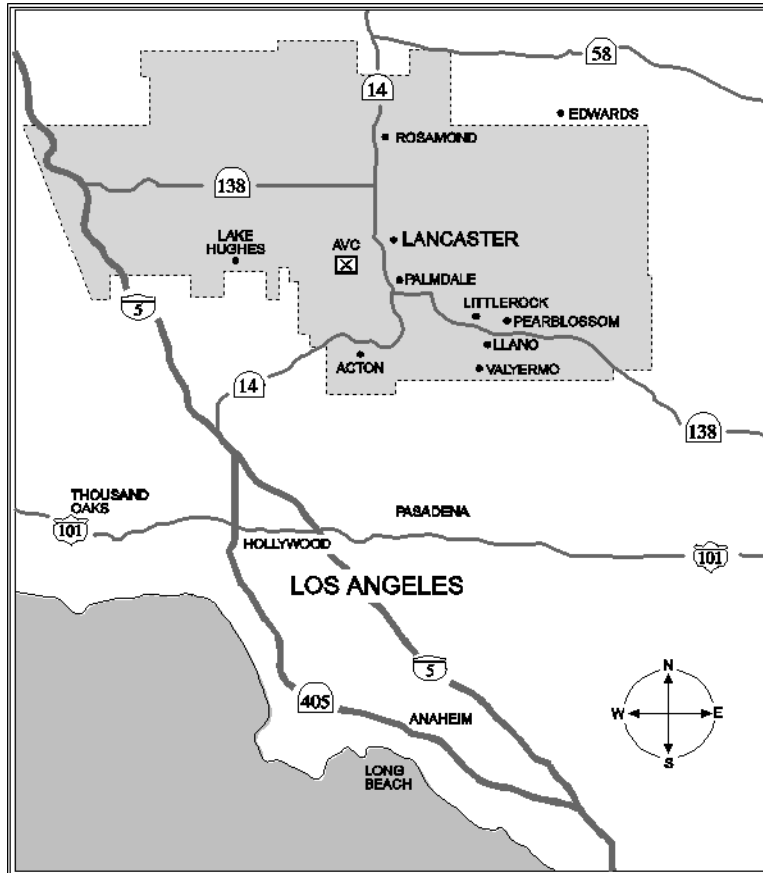 58
14
EDWARDS
ROSAMOND
138
LAKE
HUGHES
AVC
LANCASTER
PALMDALE
5
LITTLEROCK
PEARBLOSSOM
LLANO
ACTON
VALYERMO
14
138
THOUSAND
OAKS
PASADENA
101
HOLLYWOOD
101
LOS ANGELES
5
N
405
ANAHEIM
W
E
S
LONG
BEACH